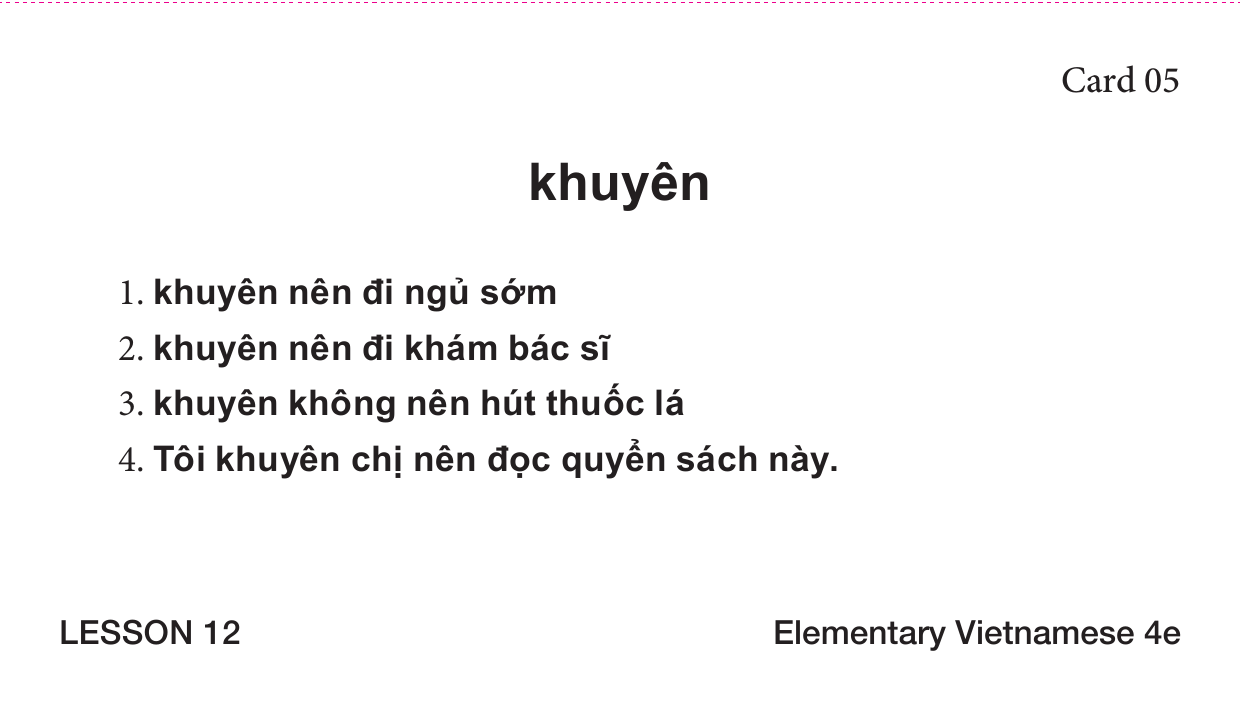 Card 05
khuyên
1. khuyên nên đi ngủ sớm
2. khuyên nên đi khám bác sĩ
3. khuyên không nên hút thuốc lá
4. Tôi khuyên chị nên đọc quyển sách này.
LESSON 12 Elementary Vietnamese 4e